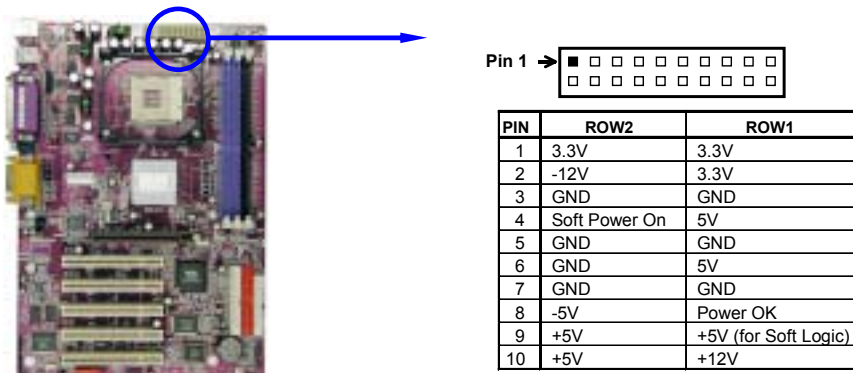 Pin 1
PIN ROW2 ROW1
1 3.3V 3.3V
2 -12V 3.3V
3 GND GND
4 Soft Power On 5V
5 GND GND
6 GND 5V
7 GND GND
8 -5V Power OK
9 +5V +5V (for Soft Logic)
10 +5V +12V